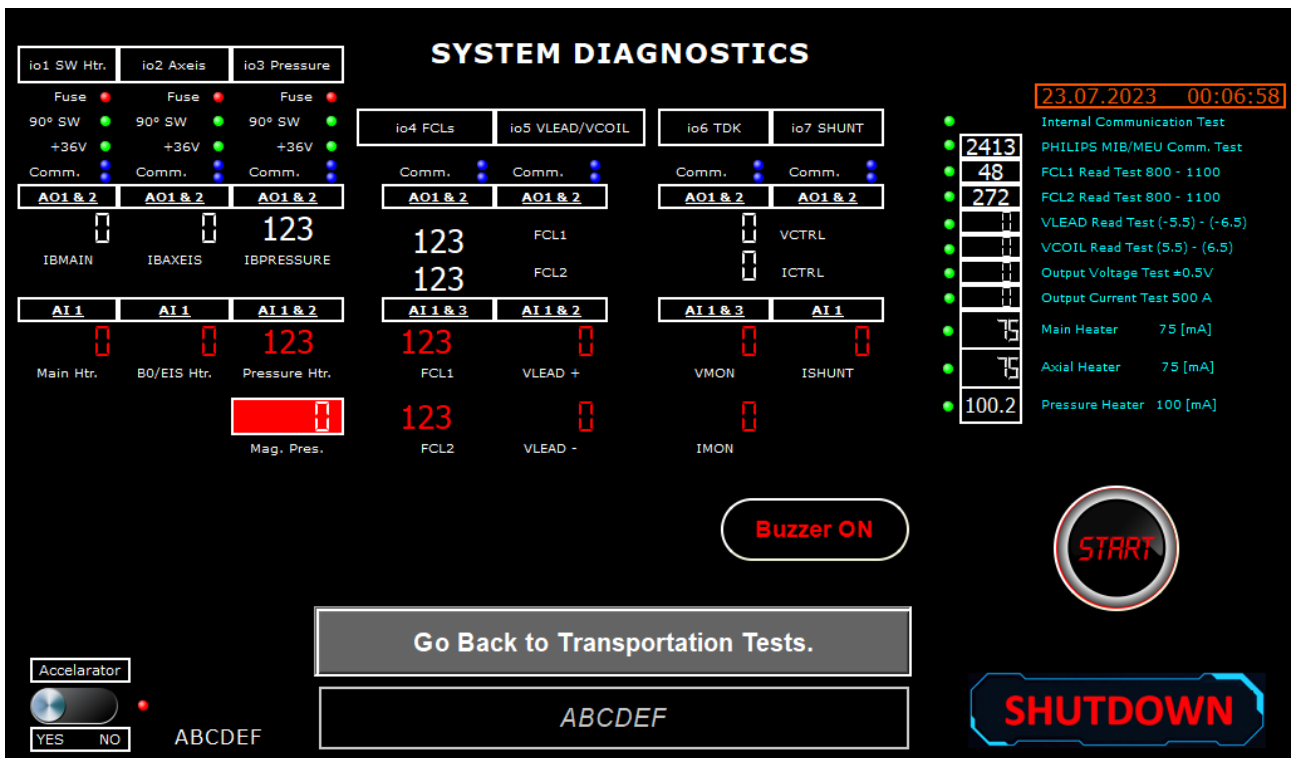 SYSTEM DIAGNOSTICS
io1 SW Htr. io2 Axeis io3 Pressure
23.07.2023 00:06:58
Fuse Fuse Fuse
90° SW 90° SW 90° SW
+36V +36V +36V
io4 FCLs io5 VLEAD/VCOIL io6 TDK io7 SHUNT
Comm. Comm. Comm. Comm. Comm. Comm. Comm.
AO1 & 2 AO1 & 2 AO1 & 2 AO1 & 2 AO1 & 2 AO1 & 2 AO1 & 2
0 0 123 123 FCL1 0 VCTRL
IBMAIN IBAXEIS IBPRESSURE
123 FCL2 0 ICTRL
AI 1 AI 1 AI 1 & 2 AI 1 & 3 AI 1 & 2 AI 1 & 3 AI 1
0 0 123 123 0 0 0
Main Htr. B0/EIS Htr. Pressure Htr. FCL1 VLEAD + VMON ISHUNT
0 123 0 0
Mag. Pres. FCL2 VLEAD - IMON
Internal Communication Test
2413 PHILIPS MIB/MEU Comm. Test
48 FCL1 Read Test 800 - 1100
272 FCL2 Read Test 800 - 1100
0 VLEAD Read Test (-5.5) - (-6.5)
0 VCOIL Read Test (5.5) - (6.5)
0 Output Voltage Test ±0.5V
0 Output Current Test 500 A
75 Main Heater 75 [mA]
75 Axial Heater 75 [mA]
100.2 Pressure Heater 100 [mA]
Buzzer ON
START
Go Back to Transportation Tests.
Accelarator
YES NO
ABCDEF
ABCDEF
SHUTDOWN